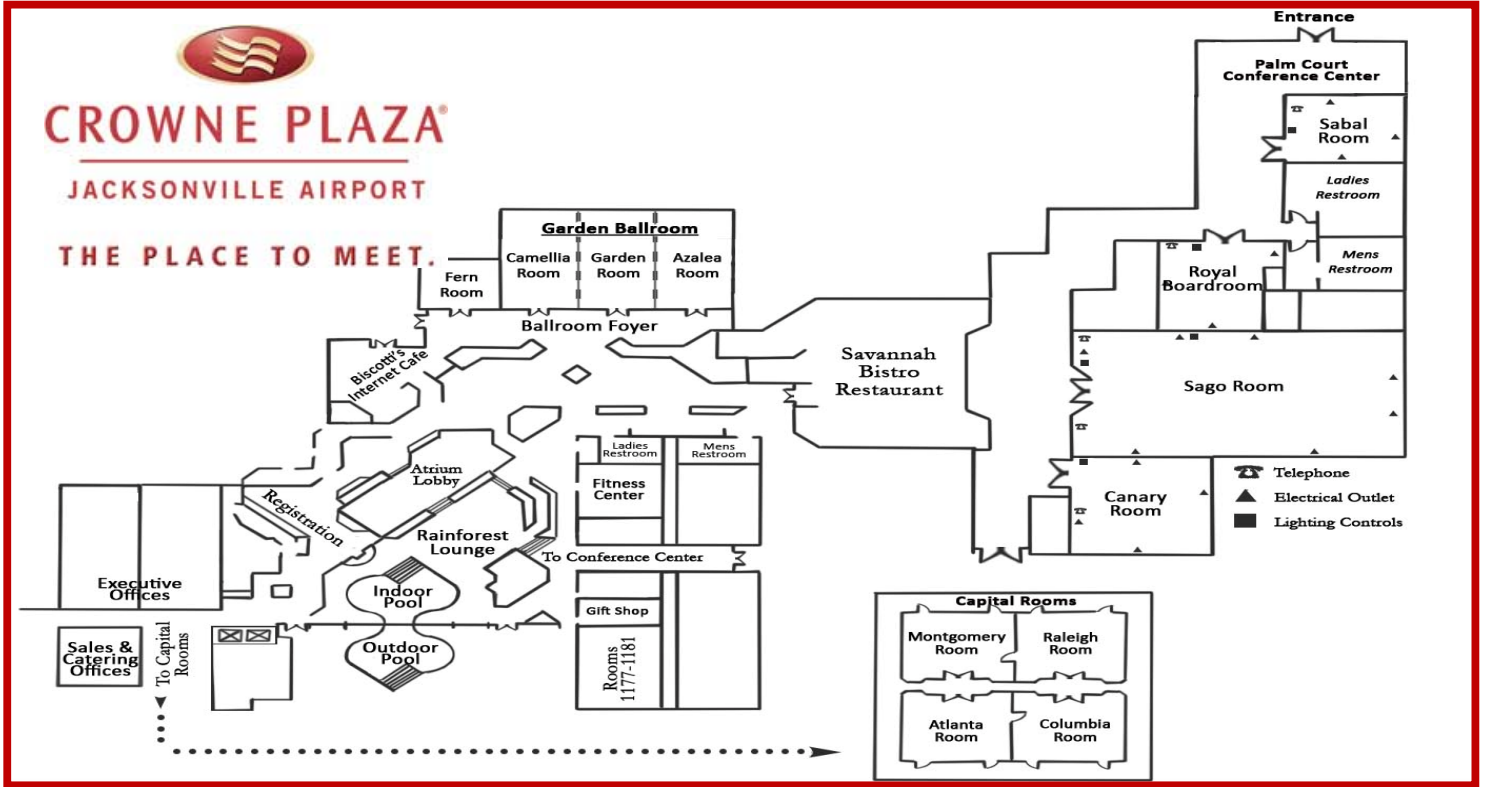 CROWNE PLAZA®
JACKSONVILLE AIRPORT
THE PLACE TO MEET.
Entrance
Palm Court
Conference Center
Sabal
Room
Ladies
Restroom
Mens
Restroom
Royal
Boardroom
Sago Room
Canary
Room
Telephone
Electrical Outlet
Lighting Controls
Garden Ballroom
Camellia
Room
Garden
Room
Azalea
Room
Fern
Room
Ballroom Foyer
Biscotti's
Internet Cafe
Savannah
Bistro
Restaurant
Atrium
Lobby
Registration
Rainforest
Lounge
Ladies
Restroom
Mens
Restroom
Fitness
Center
To Conference Center
Executive
Offices
Indoor
Pool
Outdoor
Pool
Gift Shop
Rooms
1177-1181
Sales &
Catering
Offices
To Capital
Rooms
Capital Rooms
Montgomery
Room
Raleigh
Room
Atlanta
Room
Columbia
Room